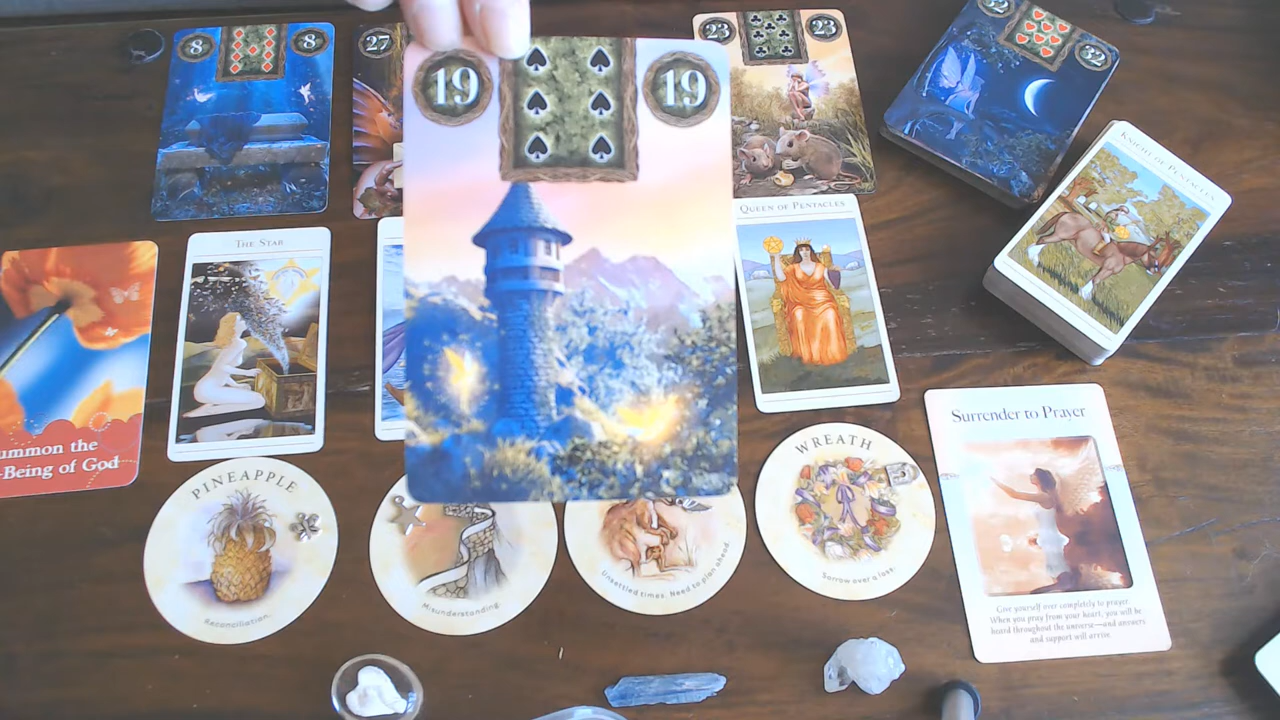 8 8
27
19 19
23 23
32
32
KNIGHT OF PENTACLES
THE STAR
QUEEN OF PENTACLES
ummon the
-Being of God
PINEAPPLE
Reconciliation.
Misunderstanding.
Unsettled times. Need to plan ahead.
WREATH
Sorrow over a loss.
Surrender to Prayer
Give yourself over completely to prayer.
When you pray from your heart, you will be
heard throughout the universe—and answers
and support will arrive.